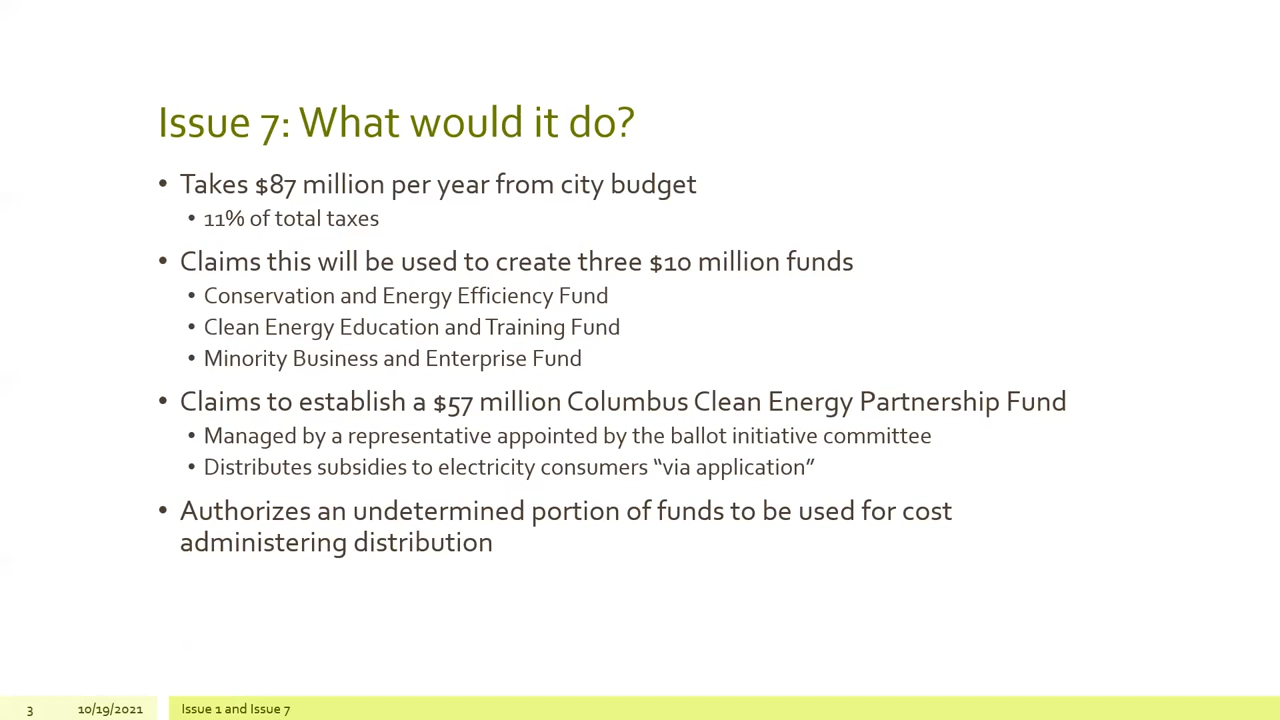 Issue 7: What would it do?
• Takes $87 million per year from city budget
• 11% of total taxes
• Claims this will be used to create three $10 million funds
• Conservation and Energy Efficiency Fund
• Clean Energy Education and Training Fund
• Minority Business and Enterprise Fund
• Claims to establish a $57 million Columbus Clean Energy Partnership Fund
• Managed by a representative appointed by the ballot initiative committee
• Distributes subsidies to electricity consumers “via application”
• Authorizes an undetermined portion of funds to be used for cost
administering distribution
3 10/19/2021 Issue 1 and Issue 7